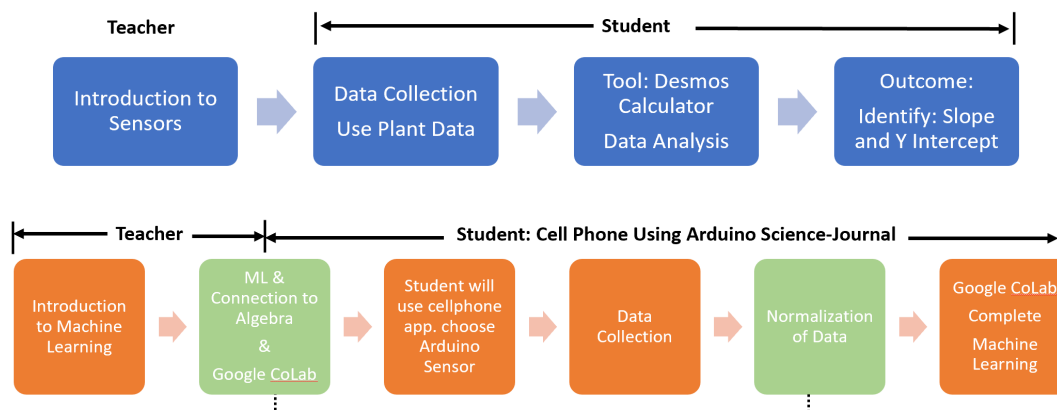 Teacher
Student
Introduction to
Sensors
Data Collection
Use Plant Data
Tool: Desmos
Calculator
Data Analysis
Outcome:
Identify: Slope
and Y Intercept
Teacher
Student: Cell Phone Using Arduino Science-Journal
Introduction
to Machine
Learning
ML &
Connection to
Algebra
&
Google CoLab
Student will
use cellphone
app. choose
Arduino
Sensor
Data
Collection
Normalization
of Data
Google CoLab
Complete
Machine
Learning